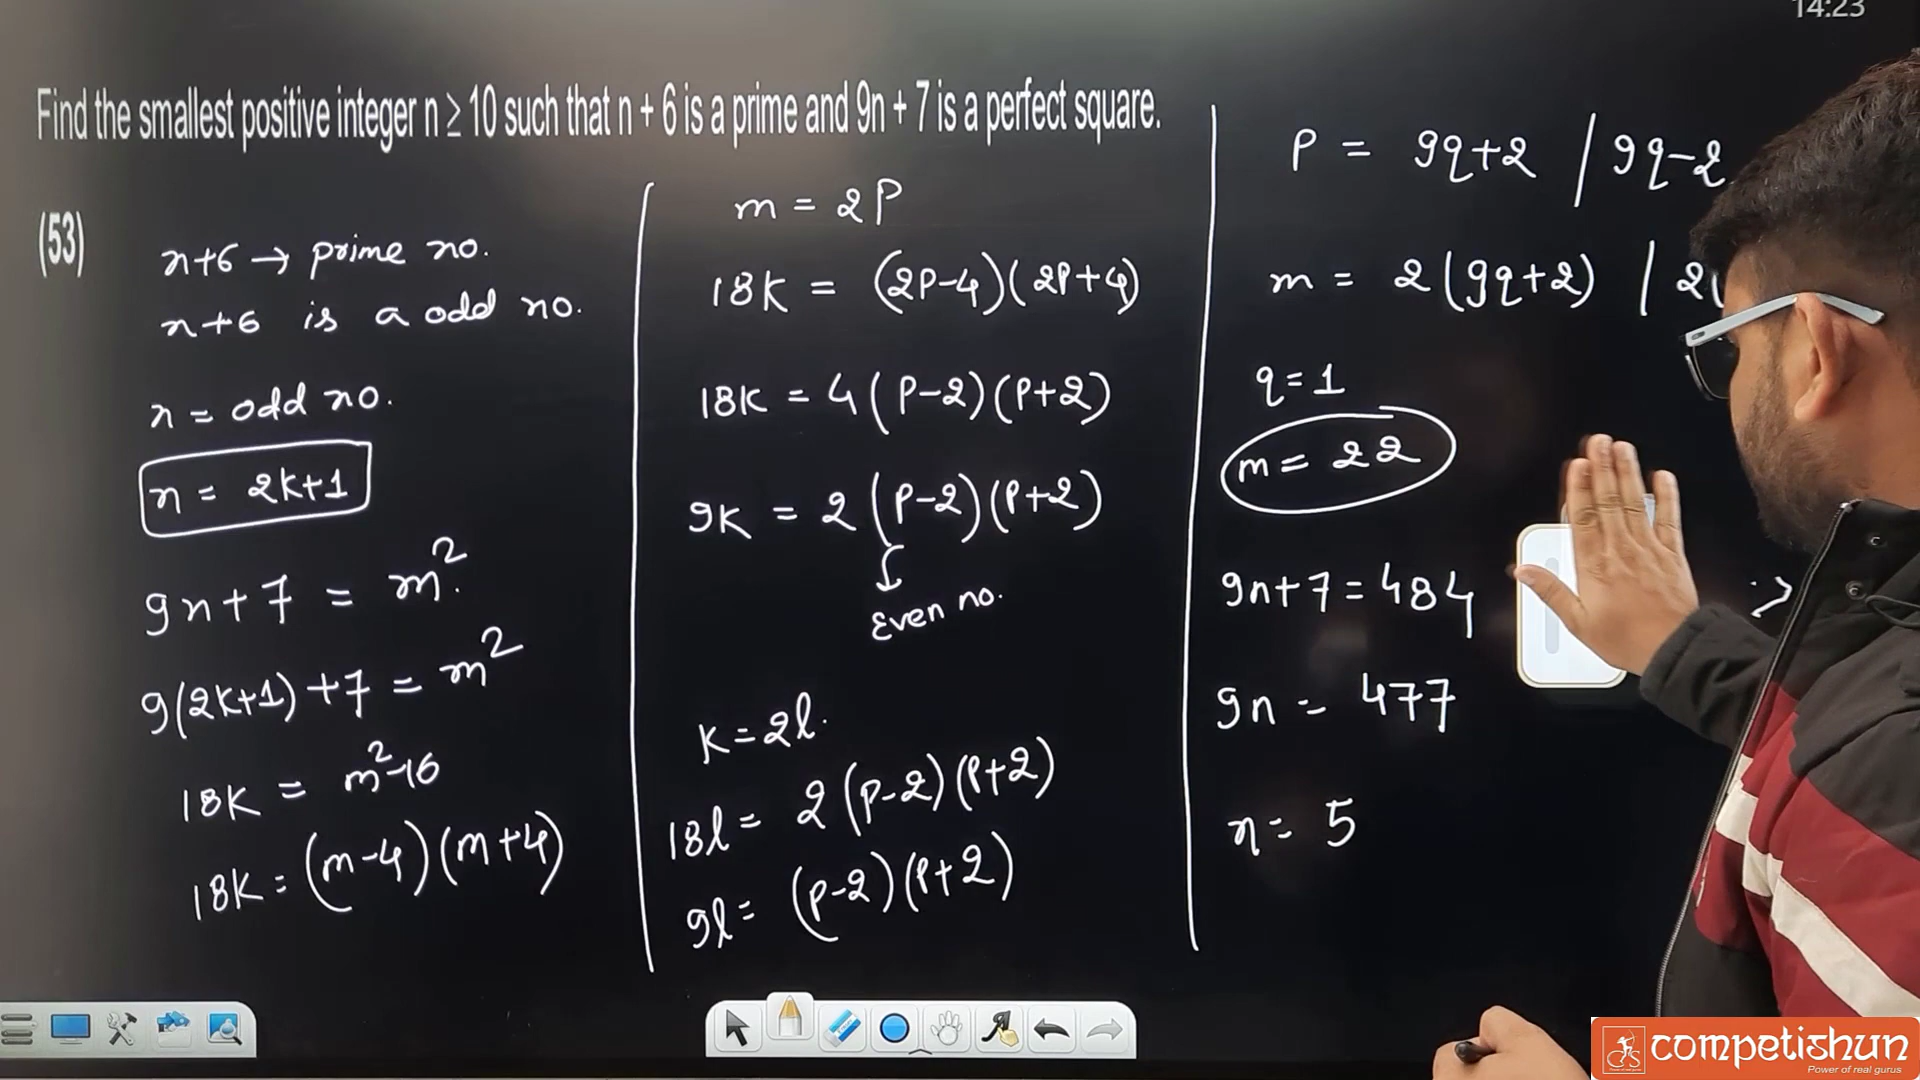 14:23
Find the smallest positive integer n ≥ 10 such that n + 6 is a prime and 9n + 7 is a perfect square.
(53)
n+6 → prime no.
n+6 is a odd no.
n = odd no.
n = 2k+1
9n+7 = m².
9(2k+1)+7 = m²
18K = m²-16
18K = (m-4)(m+4)
m = 2P
18K = (2P-4)(2P+4)
18K = 4(P-2)(P+2)
9K = 2(P-2)(P+2)
Even no.
K = 2l.
18l = 2(P-2)(P+2)
9l = (P-2)(P+2)
P = 9q+2 / 9q-2
m = 2(9q+2) / 2(
q = 1
m = 22
9n+7 = 484
9n = 477
n = 5
competishun
Power of real gurus